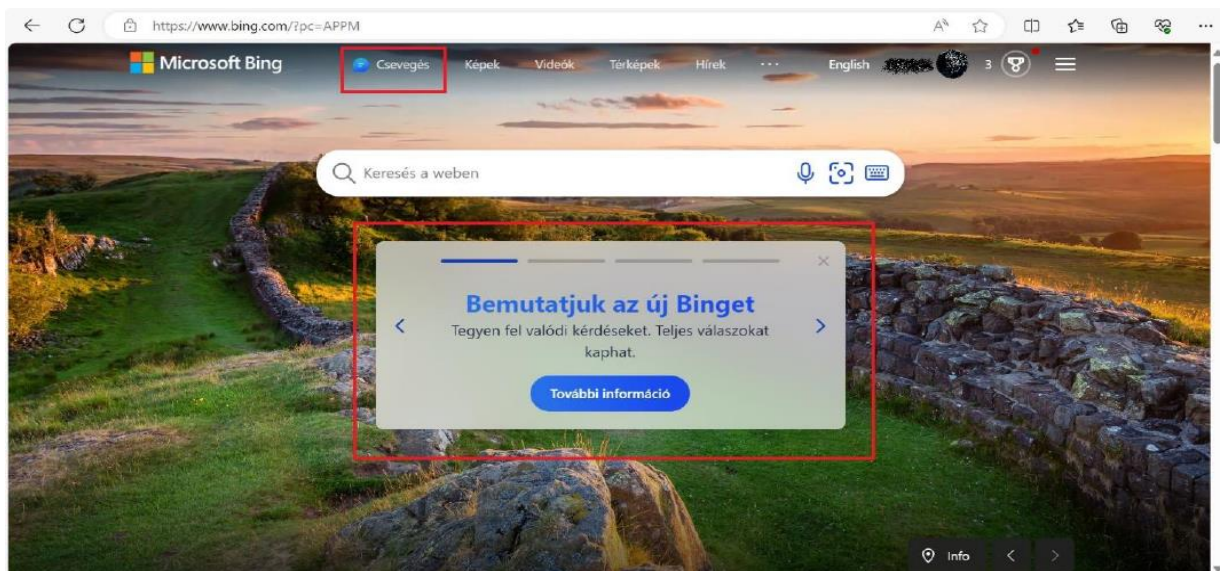 https://www.bing.com/?pc=APPM
Microsoft Bing Csevegés Képek Videók Térképek Hírek ... English 3
Keresés a weben
Bemutatjuk az új Binget
Tegyen fel valódi kérdéseket. Teljes válaszokat
kaphat.
További információ
Info